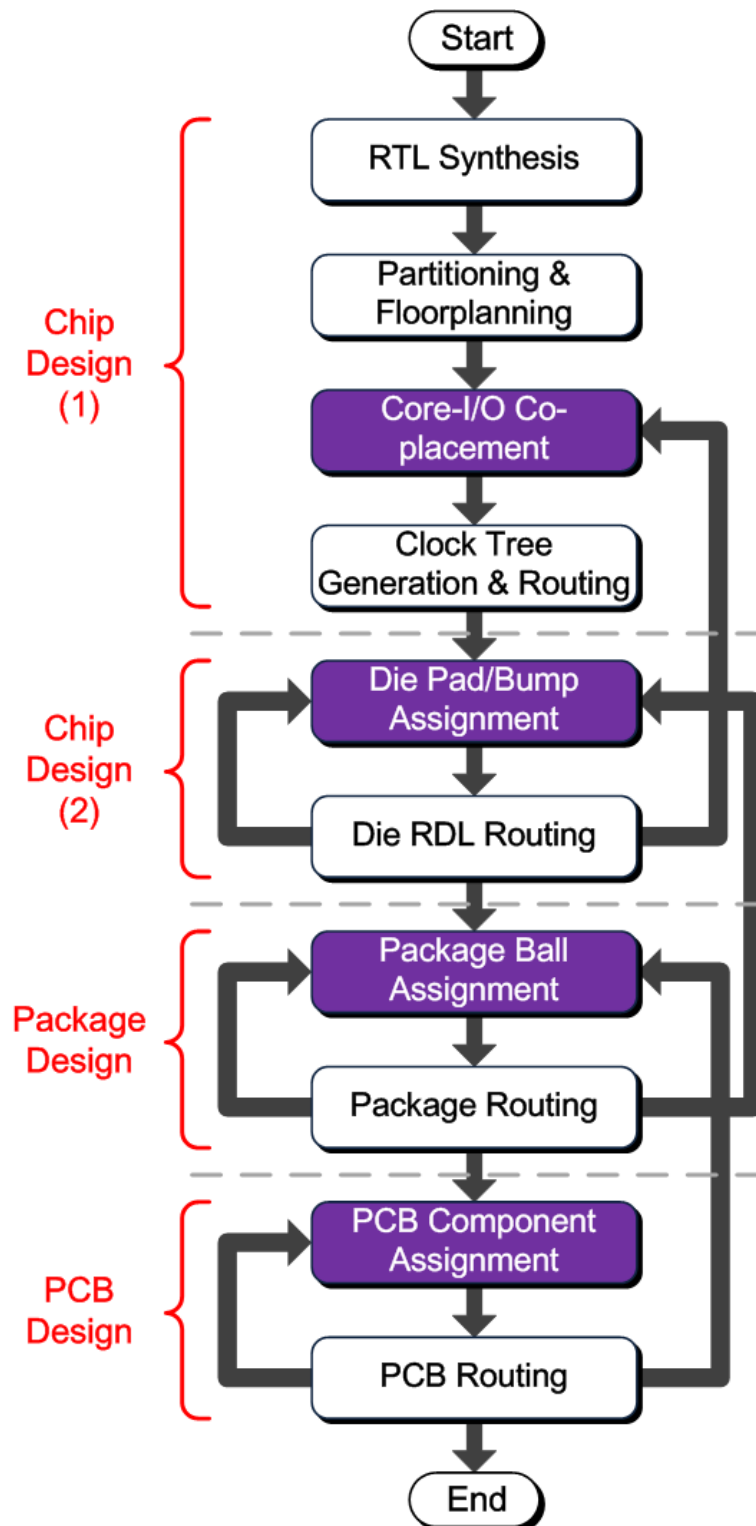 Start
RTL Synthesis
Partitioning &
Floorplanning
Chip
Design
(1)
Core-I/O Co-
placement
Clock Tree
Generation & Routing
Die Pad/Bump
Assignment
Chip
Design
(2)
Die RDL Routing
Package Ball
Assignment
Package
Design
Package Routing
PCB Component
Assignment
PCB
Design
PCB Routing
End